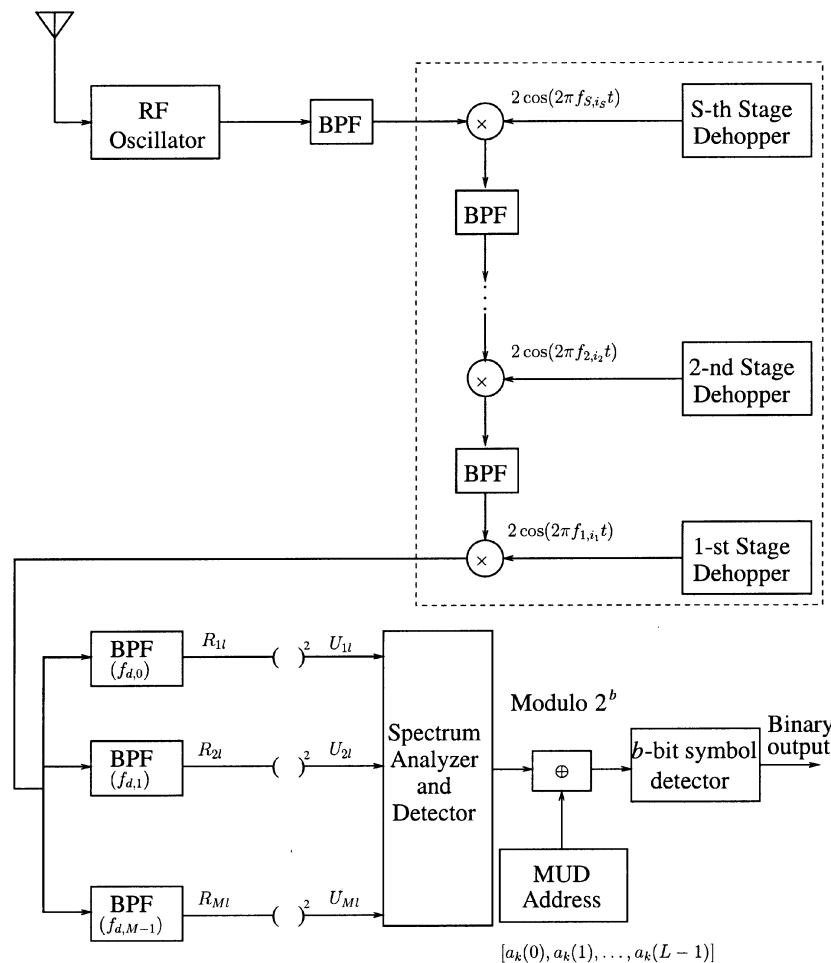 RF
Oscillator
BPF
×
2 cos(2πf_{S,i_S}t)
S-th Stage
Dehopper
BPF
⋮
×
2 cos(2πf_{2,i_2}t)
2-nd Stage
Dehopper
BPF
×
2 cos(2πf_{1,i_1}t)
1-st Stage
Dehopper
BPF
(f_{d,0})
R_{1l}
( )^2
U_{1l}
BPF
(f_{d,1})
R_{2l}
( )^2
U_{2l}
BPF
(f_{d,M−1})
R_{Ml}
( )^2
U_{Ml}
Spectrum
Analyzer
and
Detector
Modulo 2^b
⊕
b-bit symbol
detector
Binary
output
MUD
Address
[a_k(0), a_k(1), . . . , a_k(L − 1)]